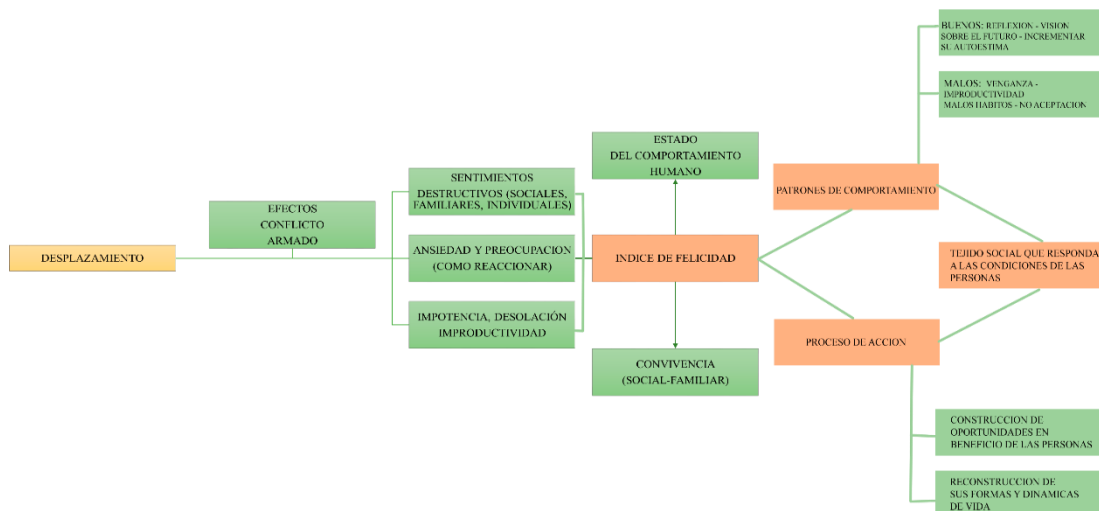 DESPLAZAMIENTO
EFECTOS
CONFLICTO
ARMADO
SENTIMIENTOS
DESTRUCTIVOS (SOCIALES,
FAMILIARES, INDIVIDUALES)
ANSIEDAD Y PREOCUPACION
(COMO REACCIONAR)
IMPOTENCIA, DESOLACIÓN
IMPRODUCTIVIDAD
ESTADO
DEL COMPORTAMIENTO
HUMANO
INDICE DE FELICIDAD
CONVIVENCIA
(SOCIAL-FAMILIAR)
BUENOS: REFLEXION - VISION
SOBRE EL FUTURO - INCREMENTAR
SU AUTOESTIMA
MALOS: VENGANZA -
IMPRODUCTIVIDAD
MALOS HABITOS - NO ACEPTACION
PATRONES DE COMPORTAMIENTO
TEJIDO SOCIAL QUE RESPONDA
A LAS CONDICIONES DE LAS
PERSONAS
PROCESO DE ACCION
CONSTRUCCION DE
OPORTUNIDADES EN
BENEFICIO DE LAS PERSONAS
RECONSTRUCCION DE
SUS FORMAS Y DINAMICAS
DE VIDA